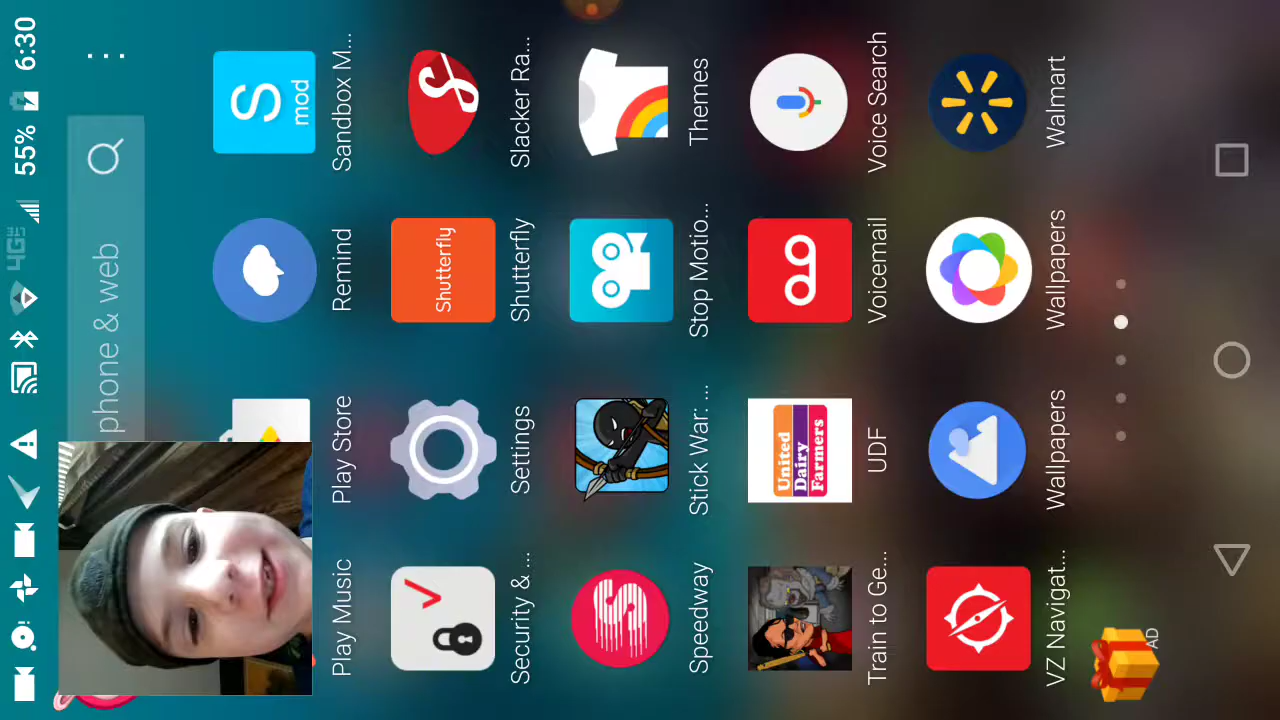 4G LTE 55% 6:30
phone & web
Play Music
Play Store
Remind
mod
Sandbox M...
Security & ...
Settings
Shutterfly
Shutterfly
Slacker Ra...
Speedway
Stick War: ...
Stop Motio...
Themes
Train to Ge...
United
Dairy
Farmers
UDF
Voicemail
Voice Search
VZ Navigat...
Wallpapers
Wallpapers
Walmart
AD